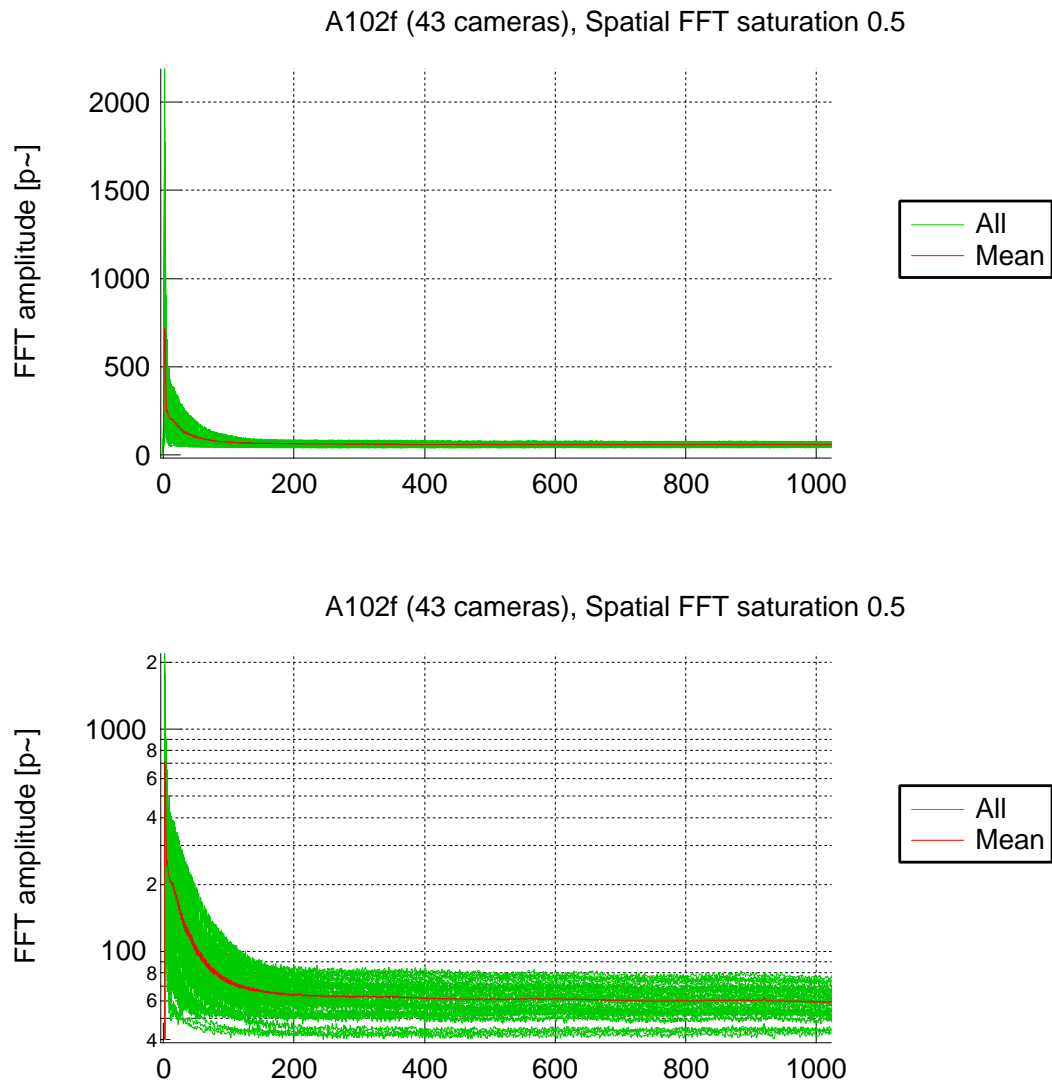 A102f (43 cameras), Spatial FFT saturation 0.5
FFT amplitude [p~]
2000
1500
1000
500
0
0 200 400 600 800 1000
All
Mean
A102f (43 cameras), Spatial FFT saturation 0.5
FFT amplitude [p~]
2
1000
8
6
4
2
100
8
6
4
0 200 400 600 800 1000
All
Mean